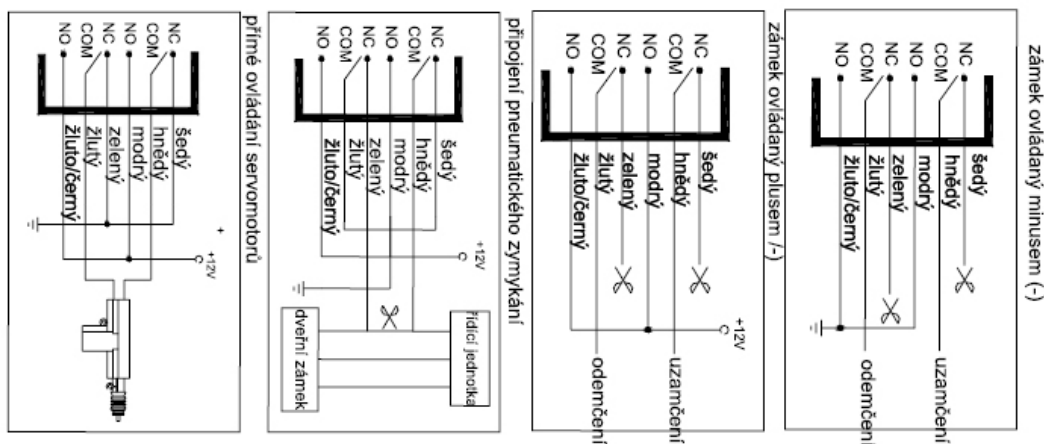 přímé ovládání servomotorů
NO
COM
NC
NO
COM
NC
žluto/černý
žlutý
zelený
modrý
hnědý
šedý
+
+12V
připojení pneumatického zymykání
NO
COM
NC
NO
COM
NC
žluto/černý
žlutý
zelený
modrý
hnědý
šedý
+12V
dveřní zámek
řídící jednotka
zámek ovládaný plusem /-)
NO
COM
NC
NO
COM
NC
žluto/černý
žlutý
zelený
modrý
hnědý
šedý
+12V
odemčení
uzamčení
zámek ovládaný minusem (-)
NO
COM
NC
NO
COM
NC
žluto/černý
žlutý
zelený
modrý
hnědý
šedý
odemčení
uzamčení